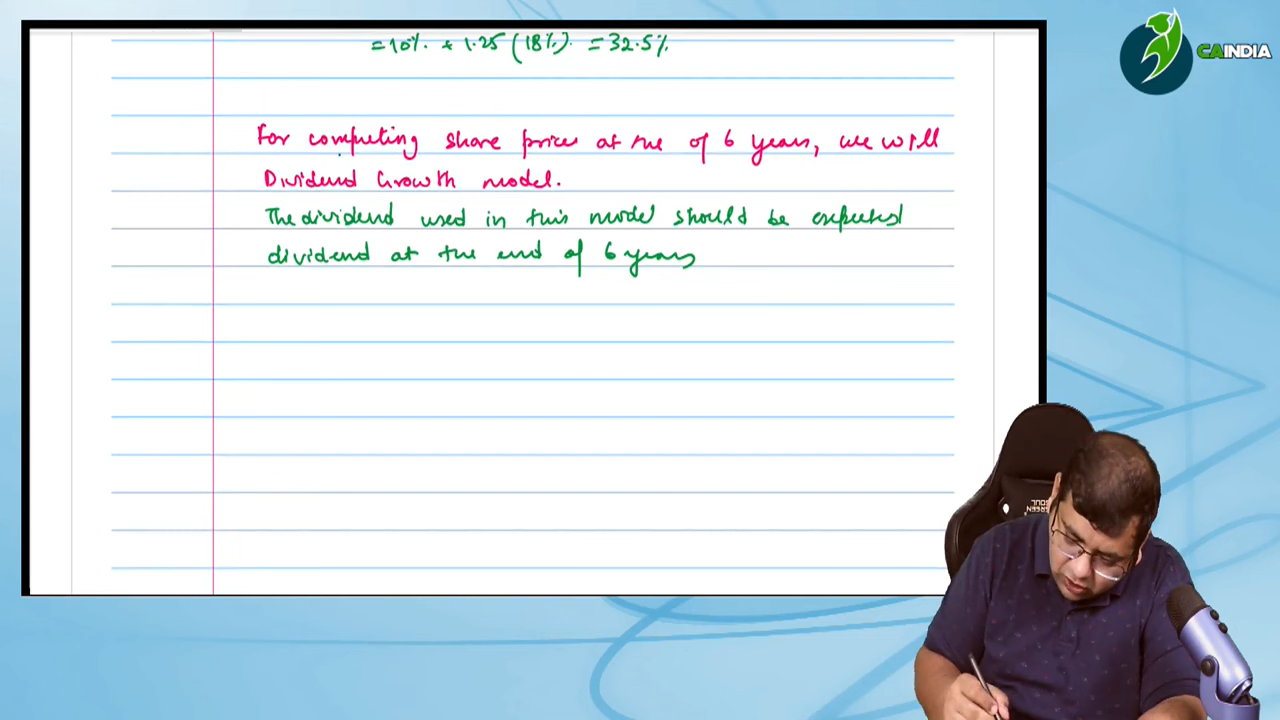 CAINDIA
= 10% + 1.25 (18%). = 32.5%
For computing share price at the of 6 years, we will
Dividend Growth model.
The dividend used in this model should be expected
dividend at the end of 6 years